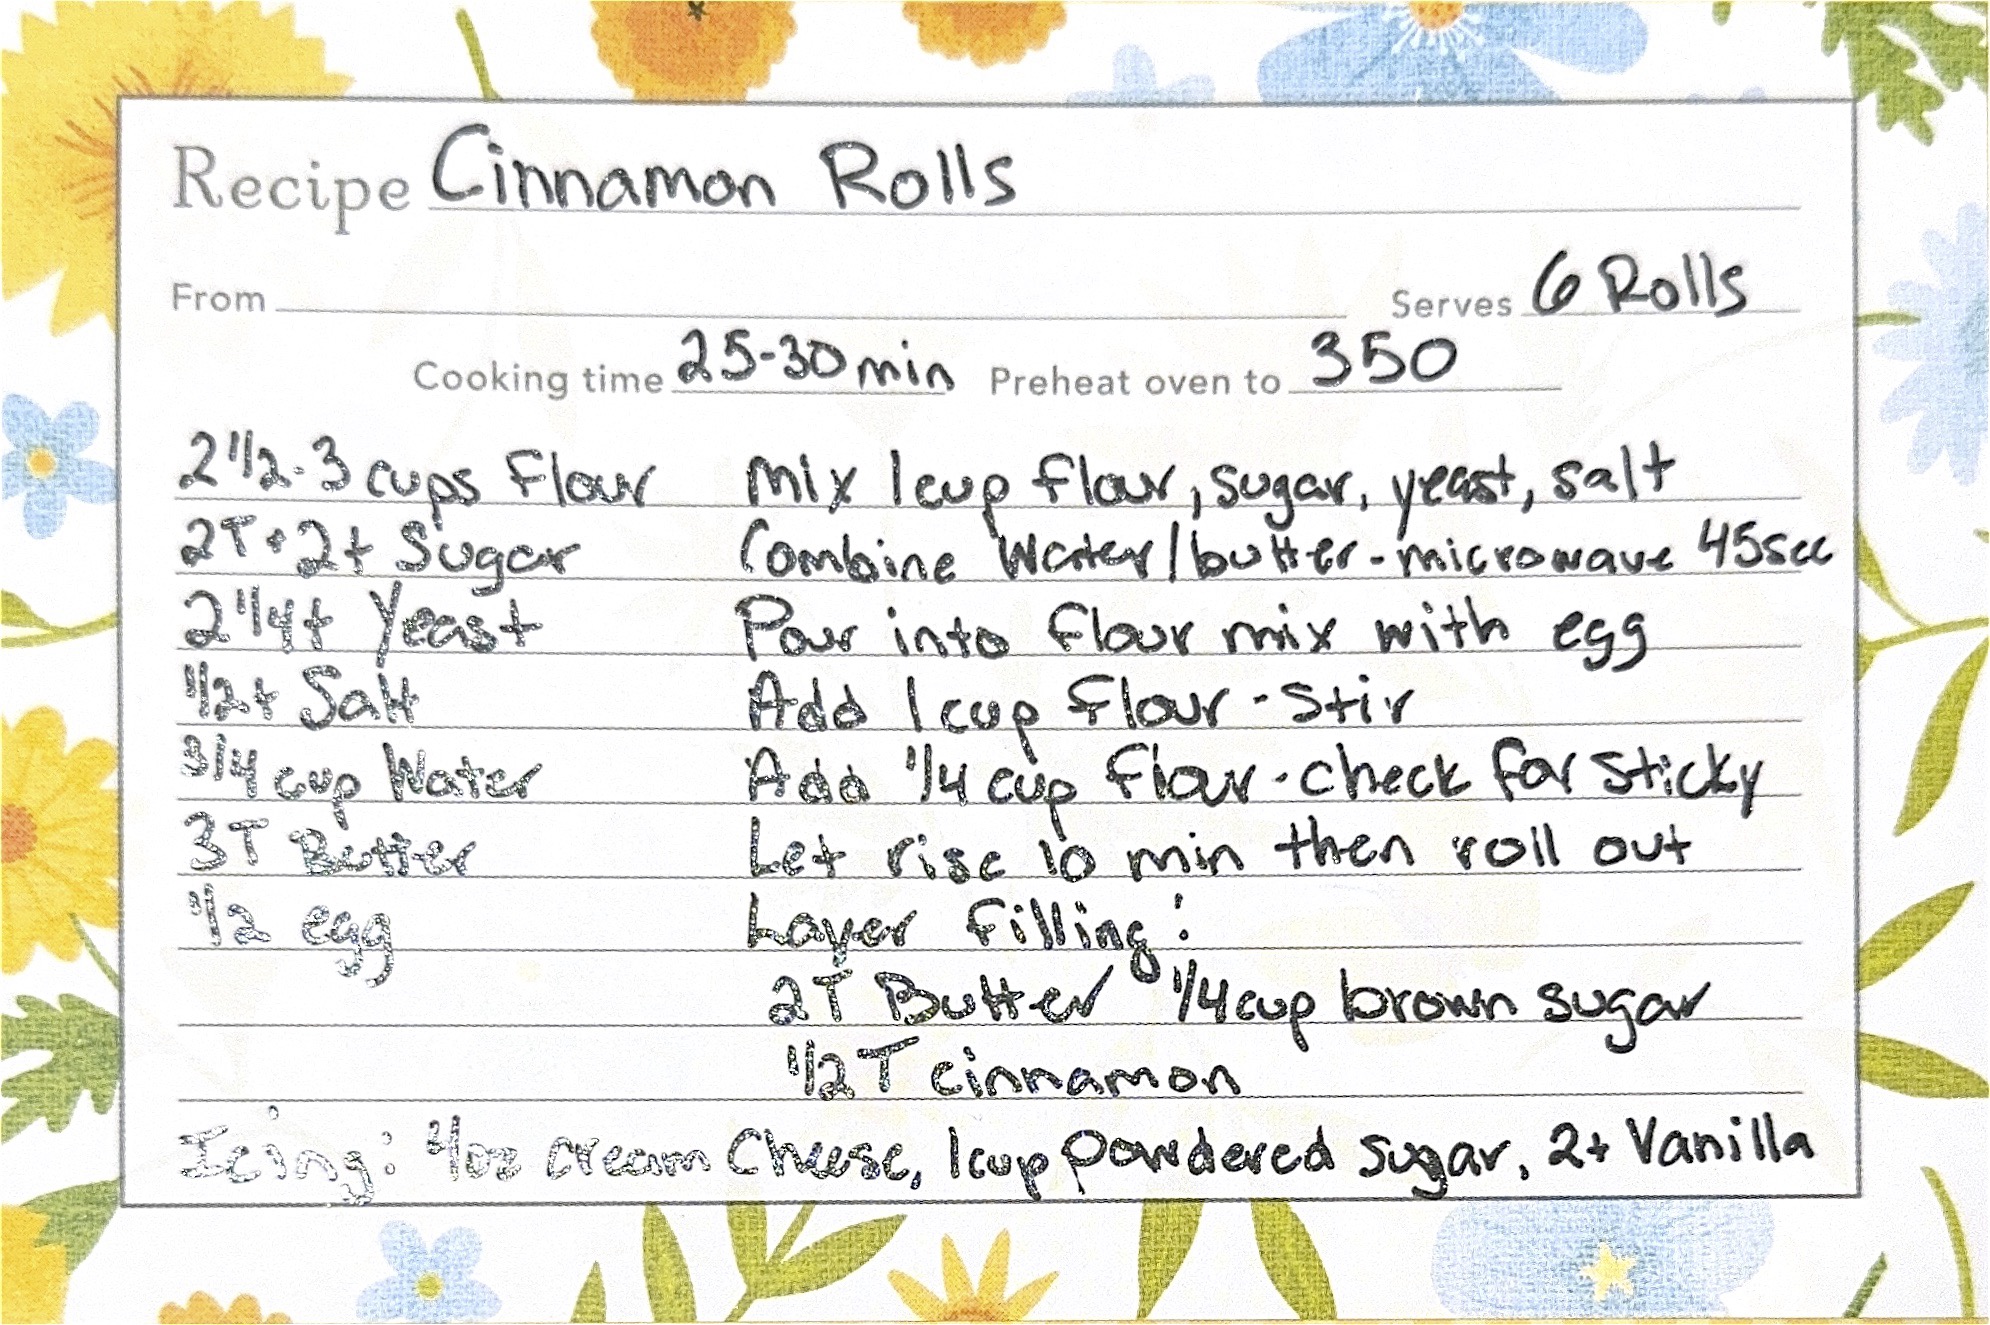 Recipe Cinnamon Rolls
From Serves 6 Rolls
Cooking time 25-30 min Preheat oven to 350
2 1/2-3 cups Flour Mix 1 cup flour, sugar, yeast, salt
2T + 2t Sugar Combine Water/butter-microwave 45sec
2 1/4t Yeast Pour into flour mix with egg
1/2t Salt Add 1 cup flour-Stir
3/4 cup Water Add 1/4 cup flour-check for sticky
3T Butter Let rise 10 min then roll out
1/2 egg Layer filling:
2T Butter 1/4 cup brown sugar
1/2T cinnamon
Icing: 4oz cream Cheese, 1cup powdered sugar, 2t Vanilla